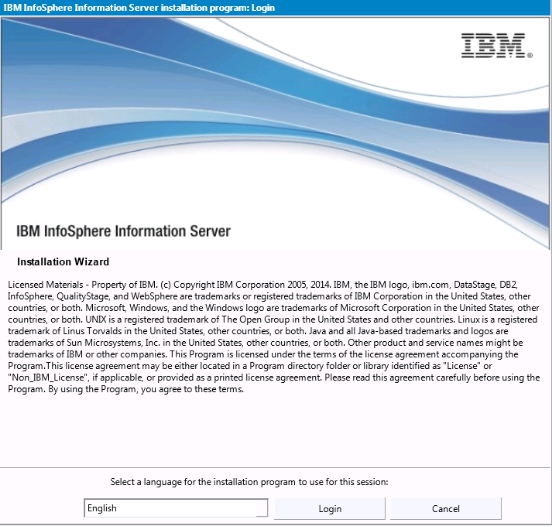 IBM InfoSphere Information Server installation program: Login
IBM.
IBM InfoSphere Information Server
Installation Wizard
Licensed Materials - Property of IBM. (c) Copyright IBM Corporation 2005, 2014. IBM, the IBM logo, ibm.com, DataStage, DB2,
InfoSphere, QualityStage, and WebSphere are trademarks or registered trademarks of IBM Corporation in the United States, other
countries, or both. Microsoft, Windows, and the Windows logo are trademarks of Microsoft Corporation in the United States, other
countries, or both. UNIX is a registered trademark of The Open Group in the United States and other countries. Linux is a registered
trademark of Linus Torvalds in the United States, other countries, or both. Java and all Java-based trademarks and logos are
trademarks of Sun Microsystems, Inc. in the United States, other countries, or both. Other product and service names might be
trademarks of IBM or other companies. This Program is licensed under the terms of the license agreement accompanying the
Program.This license agreement may be either located in a Program directory folder or library identified as "License" or
"Non_IBM_License", if applicable, or provided as a printed license agreement. Please read this agreement carefully before using the
Program. By using the Program, you agree to these terms.
Select a language for the installation program to use for this session:
English
Login
Cancel